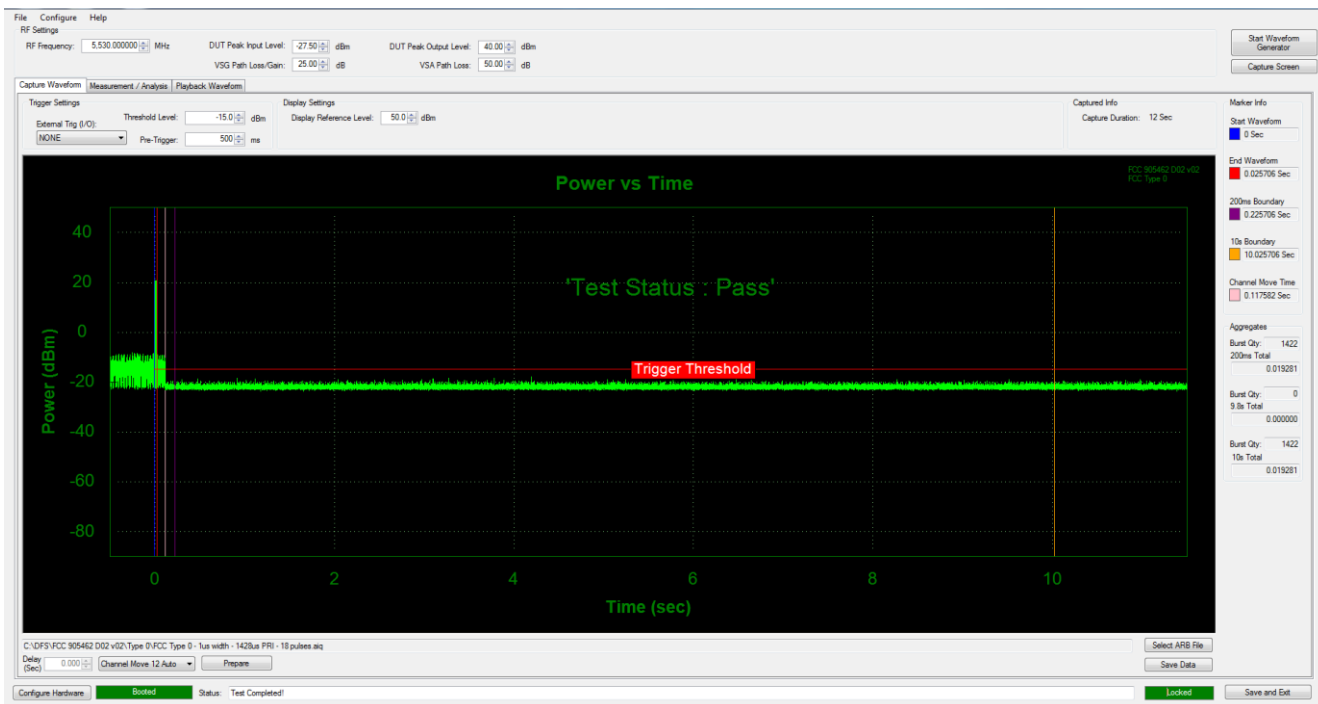 File Configure Help
RF Settings
RF Frequency: 5,530.000000 MHz DUT Peak Input Level: -27.50 dBm DUT Peak Output Level: 40.00 dBm
VSG Path Loss/Gain: 25.00 dB VSA Path Loss: 50.00 dB
Start Waveform
Generator
Capture Screen
Capture Waveform Measurement / Analysis Playback Waveform
Trigger Settings
External Trig (I/O): Threshold Level: -15.0 dBm
NONE Pre-Trigger: 500 ms
Display Settings
Display Reference Level: 50.0 dBm
Captured Info
Capture Duration: 12 Sec
Marker Info
Start Waveform
0 Sec
End Waveform
0.025706 Sec
200ms Boundary
0.225706 Sec
10s Boundary
10.025706 Sec
Channel Move Time
0.117582 Sec
Aggregates
Burst Qty: 1422
200ms Total
0.019281
Burst Qty: 0
9.8s Total
0.000000
Burst Qty: 1422
10s Total
0.019281
Power vs Time
FCC 905462 D02 v02
FCC Type 0
'Test Status : Pass'
Trigger Threshold
Power (dBm)
40
20
0
-20
-40
-60
-80
0 2 4 6 8 10
Time (sec)
C:\DFS\FCC 905462 D02 v02\Type 0\FCC Type 0 - 1us width - 1428us PRI - 18 pulses.aiq
Select ARB File
Delay
(Sec) 0.000 Channel Move 12 Auto Prepare
Save Data
Configure Hardware Booted Status: Test Completed! Locked Save and Exit